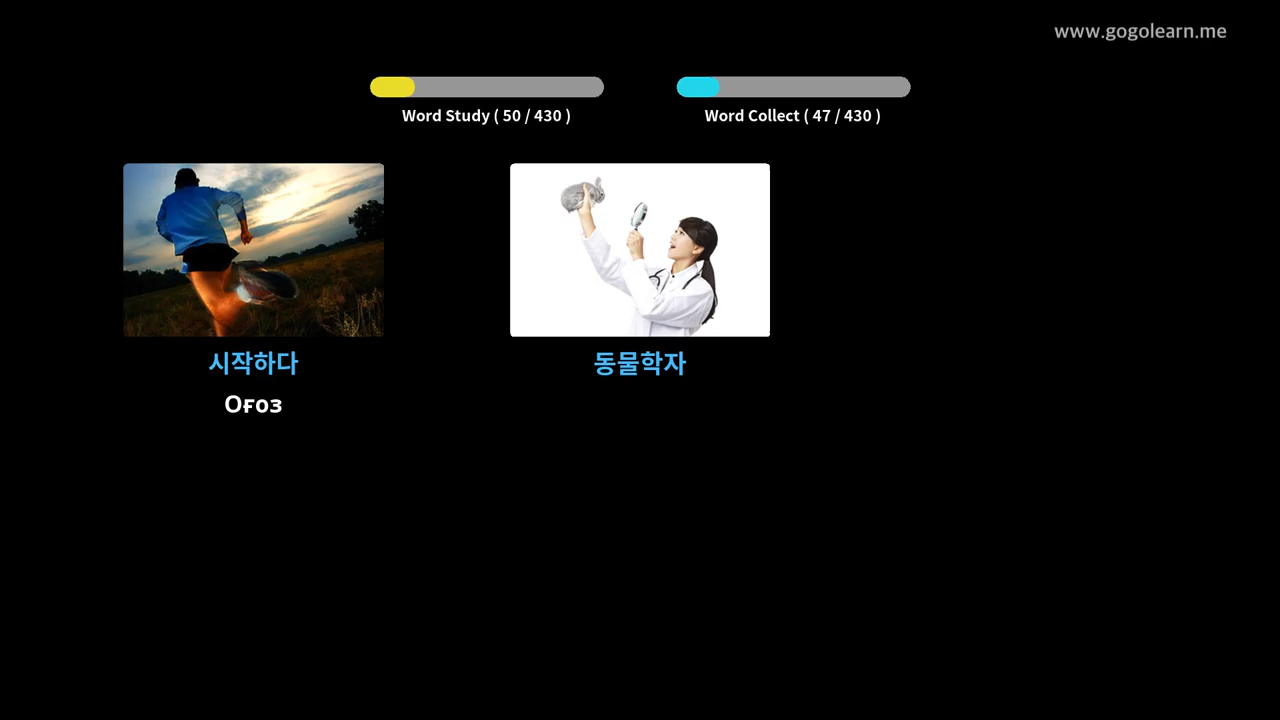 www.gogolearn.me
Word Study ( 50 / 430 )
Word Collect ( 47 / 430 )
시작하다
동물학자
Oꜰoɜ